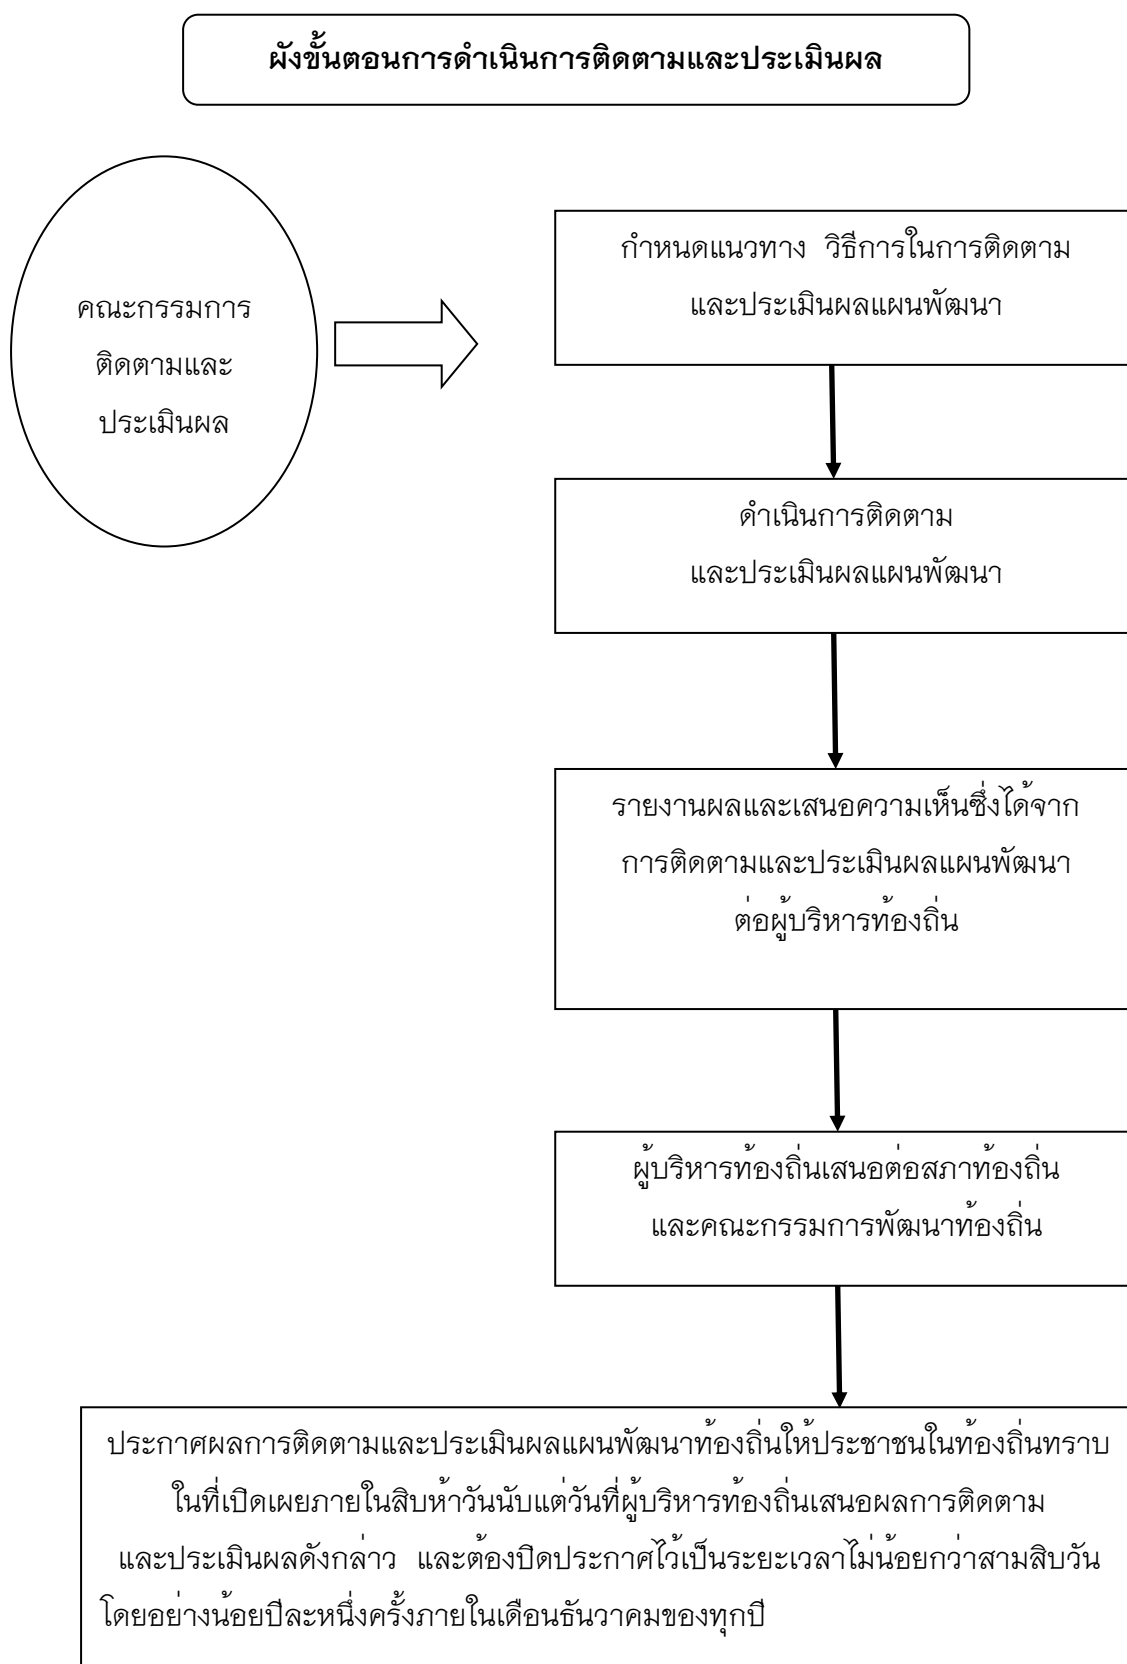 ผังขั้นตอนการดำเนินการติดตามและประเมินผล
คณะกรรมการ
ติดตามและ
ประเมินผล
กำหนดแนวทาง วิธีการในการติดตาม
และประเมินผลแผนพัฒนา
ดำเนินการติดตาม
และประเมินผลแผนพัฒนา
รายงานผลและเสนอความเห็นซึ่งได้จาก
การติดตามและประเมินผลแผนพัฒนา
ต่อผู้บริหารท้องถิ่น
ผู้บริหารท้องถิ่นเสนอต่อสภาท้องถิ่น
และคณะกรรมการพัฒนาท้องถิ่น
ประกาศผลการติดตามและประเมินผลแผนพัฒนาท้องถิ่นให้ประชาชนในท้องถิ่นทราบ
ในที่เปิดเผยภายในสิบห้าวันนับแต่วันที่ผู้บริหารท้องถิ่นเสนอผลการติดตาม
และประเมินผลดังกล่าว และต้องปิดประกาศไว้เป็นระยะเวลาไม่น้อยกว่าสามสิบวัน
โดยอย่างน้อยปีละหนึ่งครั้งภายในเดือนธันวาคมของทุกปี